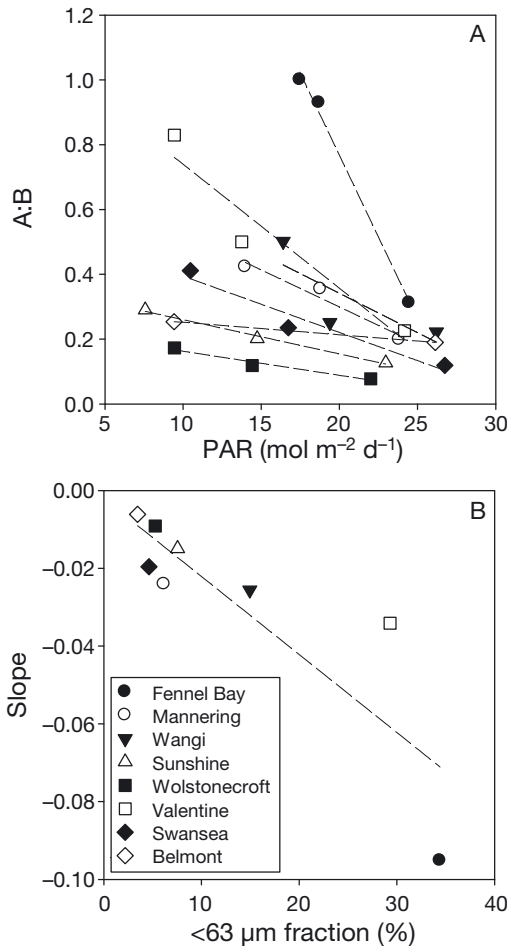 A
1.2
1.0
0.8
0.6
0.4
0.2
0.0
A:B
5 10 15 20 25 30
PAR (mol m⁻² d⁻¹)
B
0.00
−0.02
−0.04
−0.06
−0.08
−0.10
Slope
Fennel Bay
Mannering
Wangi
Sunshine
Wolstonecroft
Valentine
Swansea
Belmont
0 10 20 30 40
<63 µm fraction (%)